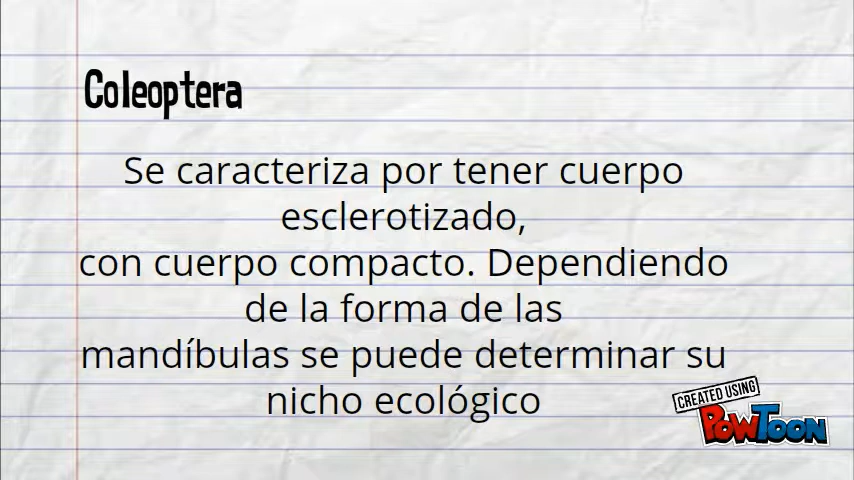 Coleoptera
Se caracteriza por tener cuerpo
esclerotizado,
con cuerpo compacto. Dependiendo
de la forma de las
mandíbulas se puede determinar su
nicho ecológico
CREATED USING
POWTOON